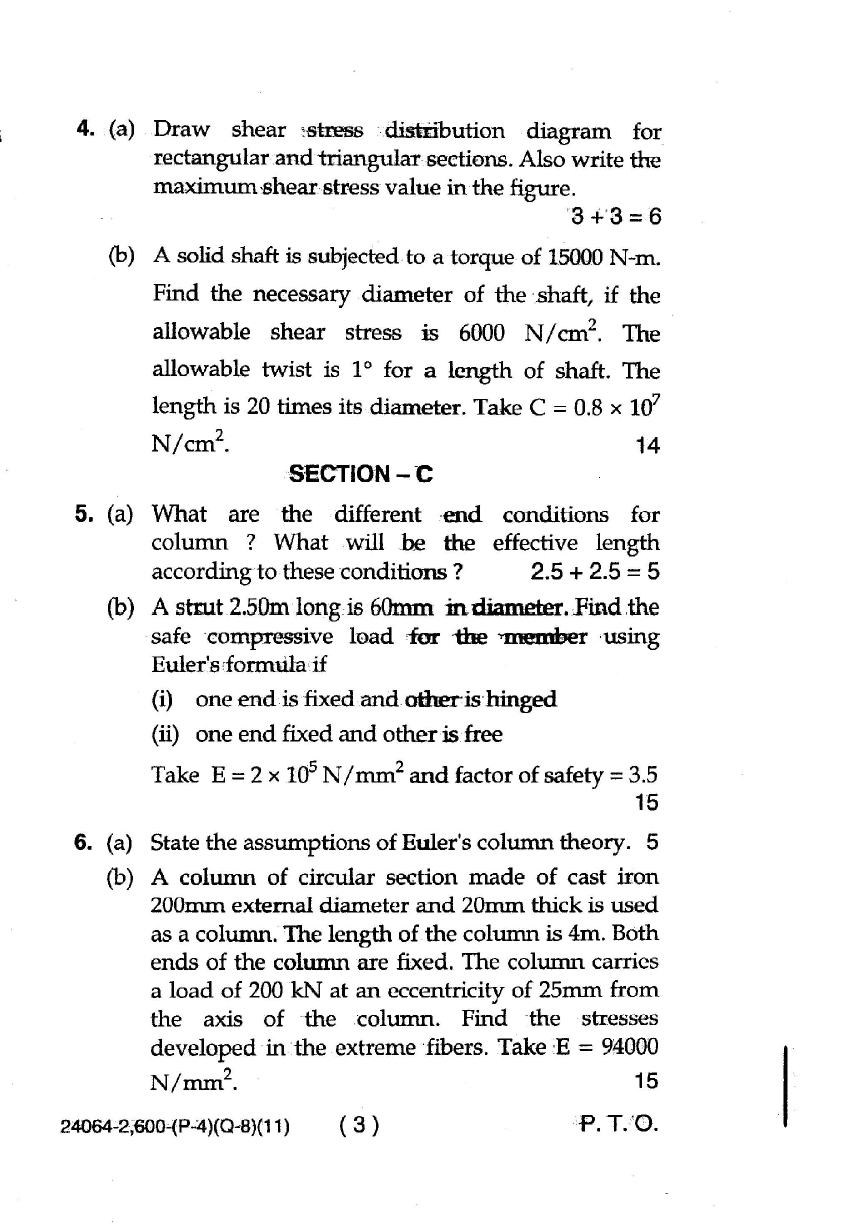 4. (a) Draw shear stress distribution diagram for
rectangular and triangular sections. Also write the
maximum shear stress value in the figure.
3 + 3 = 6
(b) A solid shaft is subjected to a torque of 15000 N-m.
Find the necessary diameter of the shaft, if the
allowable shear stress is 6000 N/cm². The
allowable twist is 1° for a length of shaft. The
length is 20 times its diameter. Take C = 0.8 × 10⁷
N/cm². 14
SECTION – C
5. (a) What are the different end conditions for
column ? What will be the effective length
according to these conditions ? 2.5 + 2.5 = 5
(b) A strut 2.50m long is 60mm in diameter. Find the
safe compressive load for the member using
Euler's formula if
(i) one end is fixed and other is hinged
(ii) one end fixed and other is free
Take E = 2 × 10⁵ N/mm² and factor of safety = 3.5
15
6. (a) State the assumptions of Euler's column theory. 5
(b) A column of circular section made of cast iron
200mm external diameter and 20mm thick is used
as a column. The length of the column is 4m. Both
ends of the column are fixed. The column carries
a load of 200 kN at an eccentricity of 25mm from
the axis of the column. Find the stresses
developed in the extreme fibers. Take E = 94000
N/mm². 15
24064-2,600-(P-4)(Q-8)(11) ( 3 ) P. T. O.